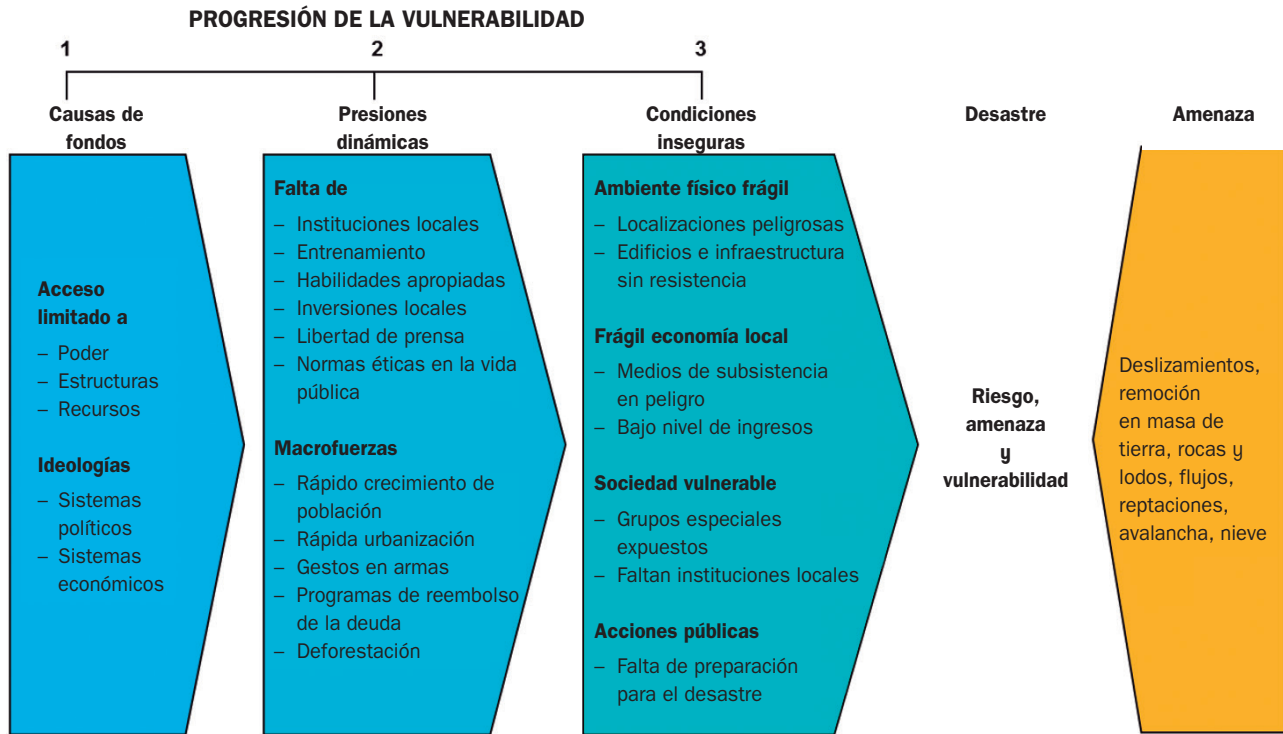 PROGRESIÓN DE LA VULNERABILIDAD
1
2
3
Causas de
fondos
Presiones
dinámicas
Condiciones
inseguras
Desastre
Amenaza
Acceso
limitado a
– Poder
– Estructuras
– Recursos
Ideologías
– Sistemas
políticos
– Sistemas
económicos
Falta de
– Instituciones locales
– Entrenamiento
– Habilidades apropiadas
– Inversiones locales
– Libertad de prensa
– Normas éticas en la vida
pública
Macrofuerzas
– Rápido crecimiento de
población
– Rápida urbanización
– Gestos en armas
– Programas de reembolso
de la deuda
– Deforestación
Ambiente físico frágil
– Localizaciones peligrosas
– Edificios e infraestructura
sin resistencia
Frágil economía local
– Medios de subsistencia
en peligro
– Bajo nivel de ingresos
Sociedad vulnerable
– Grupos especiales
expuestos
– Faltan instituciones locales
Acciones públicas
– Falta de preparación
para el desastre
Riesgo,
amenaza
y
vulnerabilidad
Deslizamientos,
remoción
en masa de
tierra, rocas y
lodos, flujos,
reptaciones,
avalancha, nieve